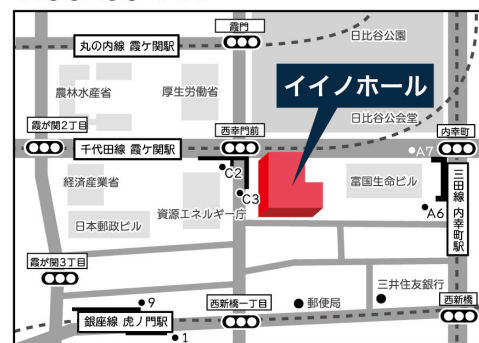 霞門
日比谷公園
丸の内線 霞ケ関駅
イイノホール
農林水産省
厚生労働省
日比谷公会堂
霞が関2丁目
西幸門前
内幸町
千代田線 霞ケ関駅
A7
C2
経済産業省
富国生命ビル
C3
資源エネルギー庁
A6
日本郵政ビル
三田線 内幸町駅
霞が関3丁目
三井住友銀行
9
西新橋一丁目
郵便局
西新橋
銀座線 虎ノ門駅
1